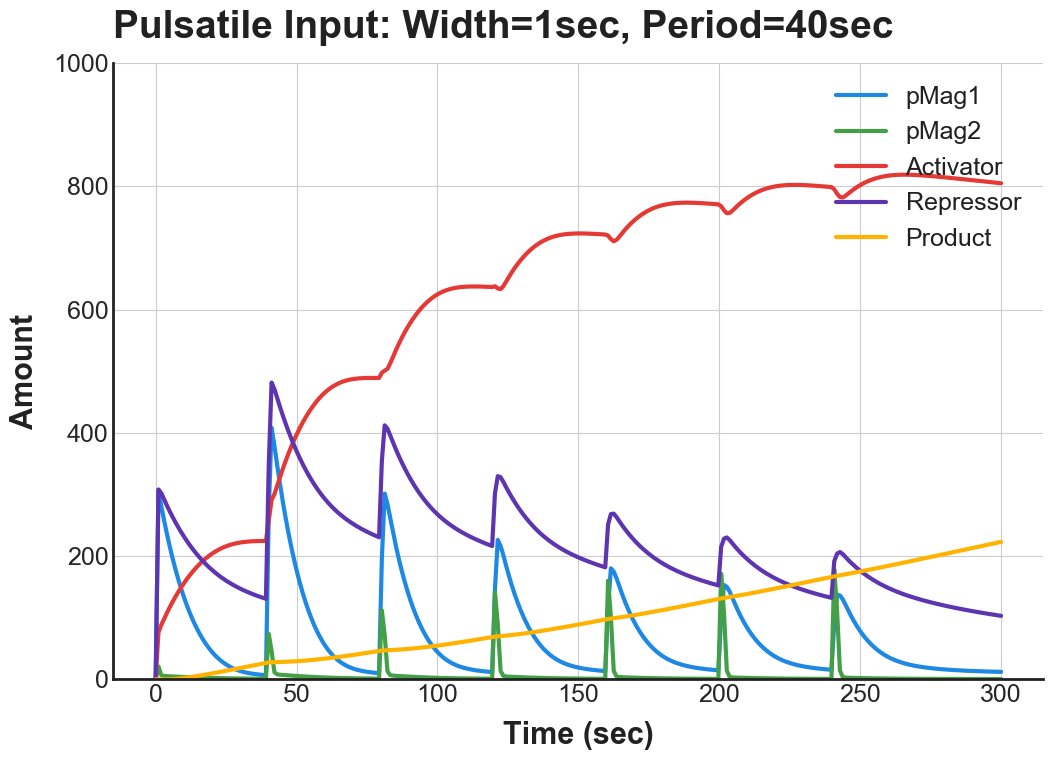 Pulsatile Input: Width=1sec, Period=40sec
1000
800
600
400
200
0
Amount
pMag1
pMag2
Activator
Repressor
Product
0 50 100 150 200 250 300
Time (sec)